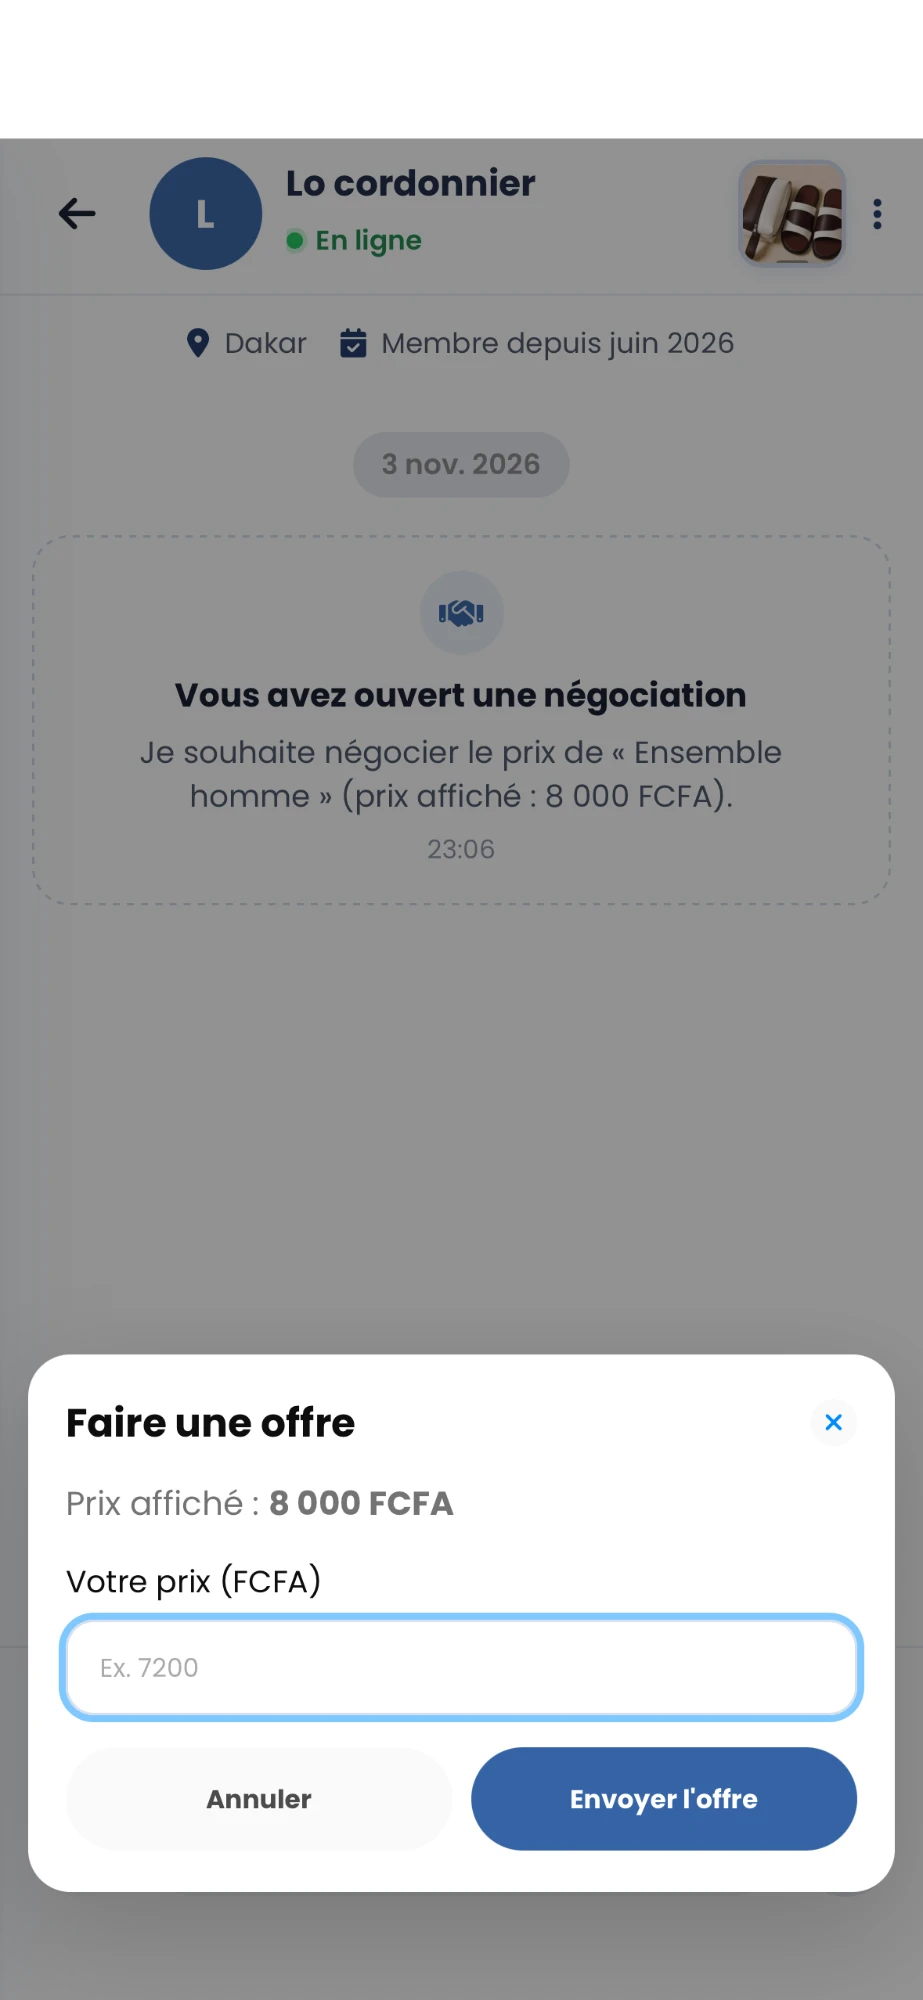 L
Lo cordonnier
En ligne
Dakar
Membre depuis juin 2026
3 nov. 2026
Vous avez ouvert une négociation
Je souhaite négocier le prix de « Ensemble
homme » (prix affiché : 8 000 FCFA).
23:06
Faire une offre
Prix affiché : 8 000 FCFA
Votre prix (FCFA)
Ex. 7200
Annuler
Envoyer l'offre